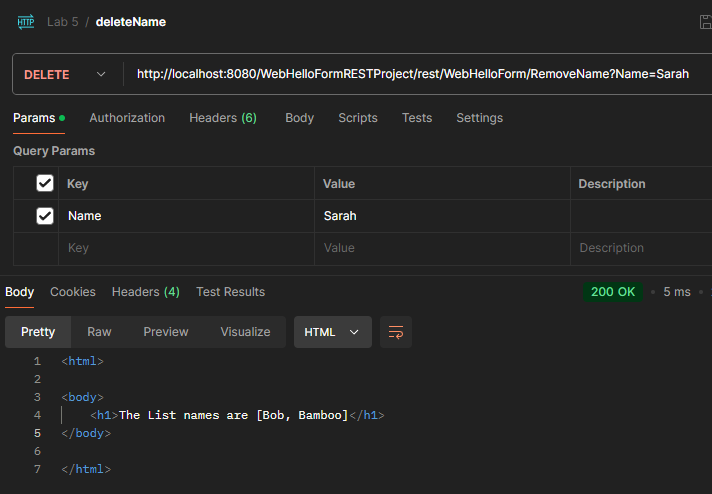 HTTP Lab 5 / deleteName
DELETE http://localhost:8080/WebHelloFormRESTProject/rest/WebHelloForm/RemoveName?Name=Sarah
Params Authorization Headers (6) Body Scripts Tests Settings
Query Params
Key Value Description
Name Sarah
Key Value Description
Body Cookies Headers (4) Test Results 200 OK 5 ms
Pretty Raw Preview Visualize HTML
1 <html>
2
3 <body>
4 <h1>The List names are [Bob, Bamboo]</h1>
5 </body>
6
7 </html>